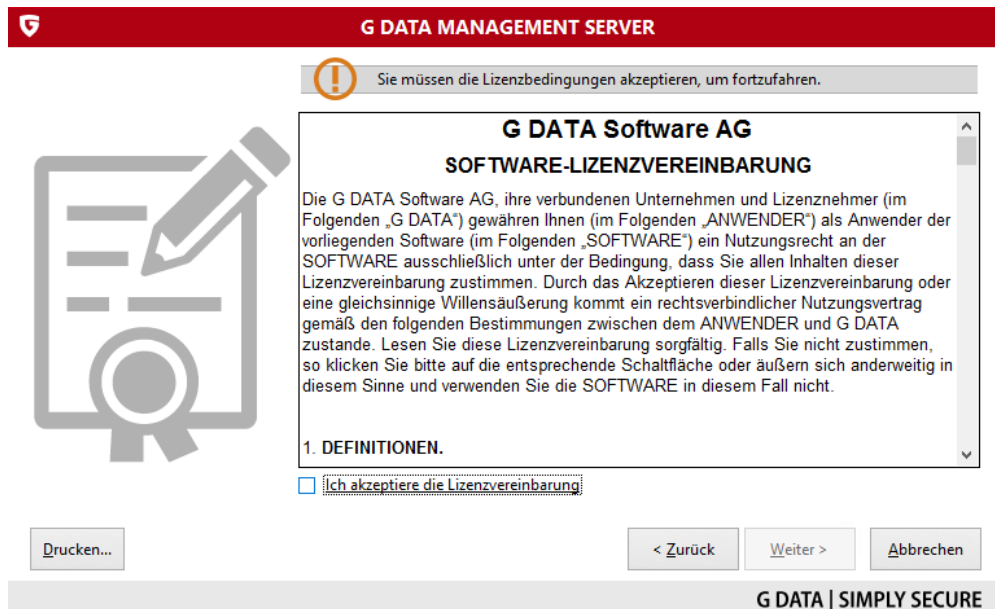 G DATA MANAGEMENT SERVER
Sie müssen die Lizenzbedingungen akzeptieren, um fortzufahren.
G DATA Software AG
SOFTWARE-LIZENZVEREINBARUNG
Die G DATA Software AG, ihre verbundenen Unternehmen und Lizenznehmer (im
Folgenden „G DATA“) gewähren Ihnen (im Folgenden „ANWENDER“) als Anwender der
vorliegenden Software (im Folgenden „SOFTWARE“) ein Nutzungsrecht an der
SOFTWARE ausschließlich unter der Bedingung, dass Sie allen Inhalten dieser
Lizenzvereinbarung zustimmen. Durch das Akzeptieren dieser Lizenzvereinbarung oder
eine gleichsinnige Willensäußerung kommt ein rechtsverbindlicher Nutzungsvertrag
gemäß den folgenden Bestimmungen zwischen dem ANWENDER und G DATA
zustande. Lesen Sie diese Lizenzvereinbarung sorgfältig. Falls Sie nicht zustimmen,
so klicken Sie bitte auf die entsprechende Schaltfläche oder äußern sich anderweitig in
diesem Sinne und verwenden Sie die SOFTWARE in diesem Fall nicht.
1. DEFINITIONEN.
Ich akzeptiere die Lizenzvereinbarung
Drucken...
< Zurück
Weiter >
Abbrechen
G DATA | SIMPLY SECURE